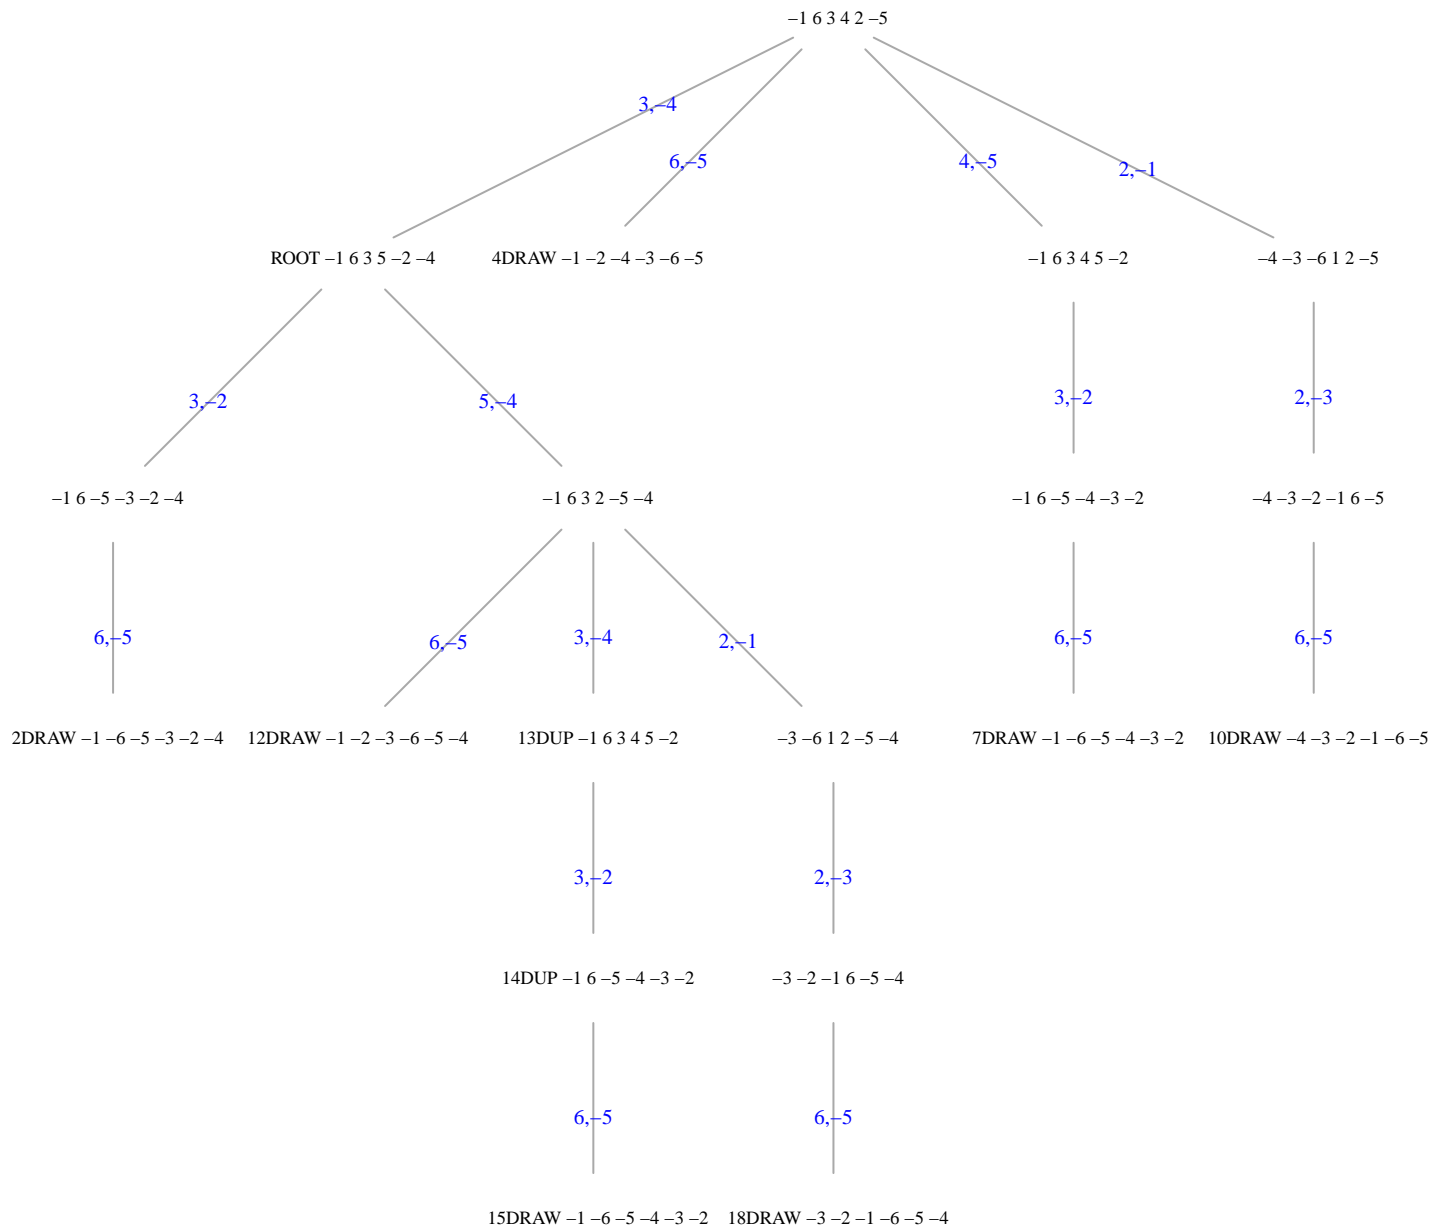 –1 6 3 4 2 –5
3,–4
6,–5
4,–5
2,–1
ROOT –1 6 3 5 –2 –4
4DRAW –1 –2 –4 –3 –6 –5
–1 6 3 4 5 –2
–4 –3 –6 1 2 –5
3,–2
5,–4
3,–2
2,–3
–1 6 –5 –3 –2 –4
–1 6 3 2 –5 –4
–1 6 –5 –4 –3 –2
–4 –3 –2 –1 6 –5
6,–5
6,–5
3,–4
2,–1
6,–5
6,–5
2DRAW –1 –6 –5 –3 –2 –4
12DRAW –1 –2 –3 –6 –5 –4
13DUP –1 6 3 4 5 –2
–3 –6 1 2 –5 –4
7DRAW –1 –6 –5 –4 –3 –2
10DRAW –4 –3 –2 –1 –6 –5
3,–2
2,–3
14DUP –1 6 –5 –4 –3 –2
–3 –2 –1 6 –5 –4
6,–5
6,–5
15DRAW –1 –6 –5 –4 –3 –2
18DRAW –3 –2 –1 –6 –5 –4